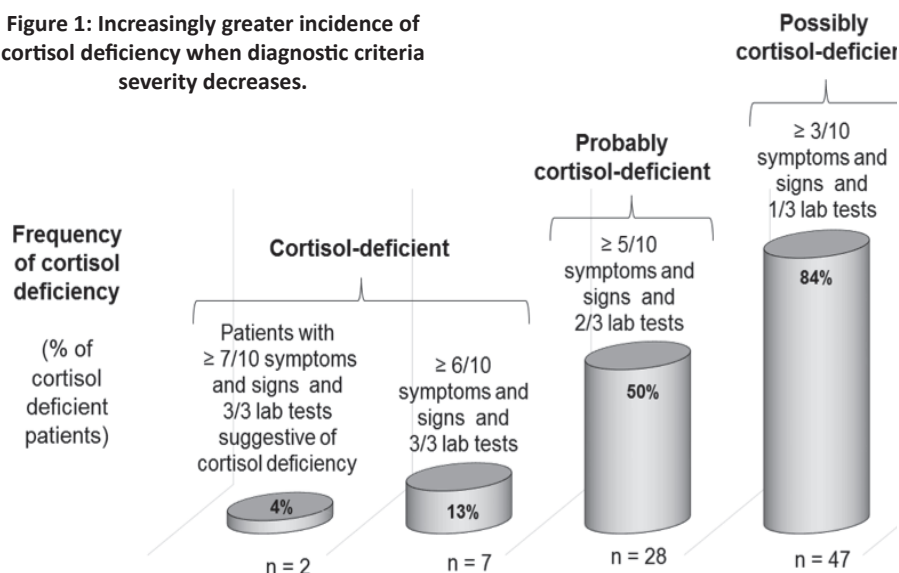 Figure 1: Increasingly greater incidence of
cortisol deficiency when diagnostic criteria
severity decreases.
Frequency
of cortisol
deficiency
(% of
cortisol
deficient
patients)
Cortisol-deficient
Patients with
≥ 7/10 symptoms
and signs and
3/3 lab tests
suggestive of
cortisol deficiency
4%
n = 2
≥ 6/10
symptoms and
signs and
3/3 lab tests
13%
n = 7
Probably
cortisol-deficient
≥ 5/10
symptoms and
signs and
2/3 lab tests
50%
n = 28
Possibly
cortisol-deficien
≥ 3/10
symptoms and
signs and
1/3 lab tests
84%
n = 47